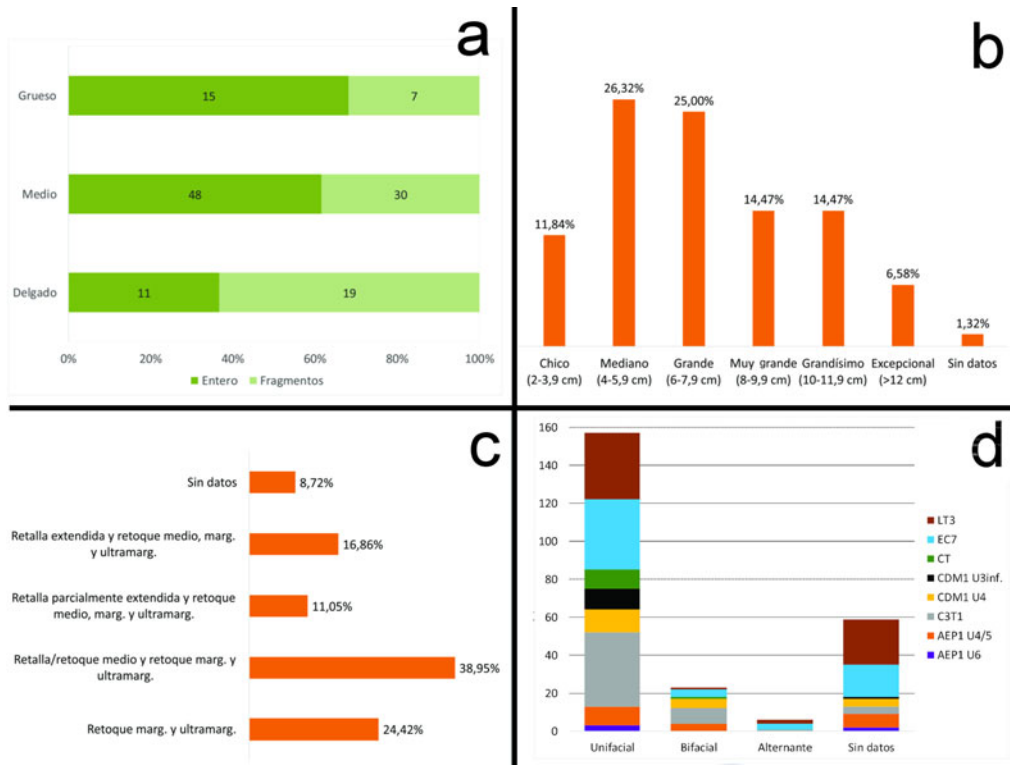 a
Grueso
15
7
Medio
48
30
Delgado
11
19
0%
20%
40%
60%
80%
100%
Entero
Fragmentos
b
11,84%
26,32%
25,00%
14,47%
14,47%
6,58%
1,32%
Chico
(2-3,9 cm)
Mediano
(4-5,9 cm)
Grande
(6-7,9 cm)
Muy grande
(8-9,9 cm)
Grandísimo
(10-11,9 cm)
Excepcional
(>12 cm)
Sin datos
c
Sin datos
8,72%
Retalla extendida y retoque medio, marg.
y ultramarg.
16,86%
Retalla parcialmente extendida y retoque
medio, marg. y ultramarg.
11,05%
Retalla/retoque medio y retoque marg. y
ultramarg.
38,95%
Retoque marg. y ultramarg.
24,42%
d
160
140
120
100
80
60
40
20
0
Unifacial
Bifacial
Alternante
Sin datos
LT3
EC7
CT
CDM1 U3inf.
CDM1 U4
C3T1
AEP1 U4/5
AEP1 U6